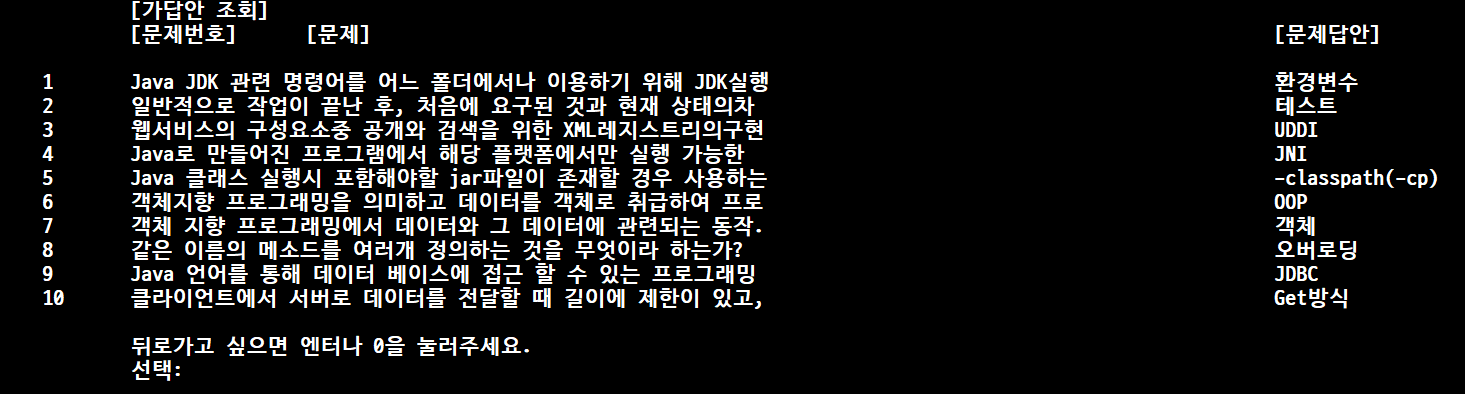 [가답안 조회]
[문제번호] [문제] [문제답안]
1 Java JDK 관련 명령어를 어느 폴더에서나 이용하기 위해 JDK실행 환경변수
2 일반적으로 작업이 끝난 후, 처음에 요구된 것과 현재 상태의차 테스트
3 웹서비스의 구성요소중 공개와 검색을 위한 XML레지스트리의구현 UDDI
4 Java로 만들어진 프로그램에서 해당 플랫폼에서만 실행 가능한 JNI
5 Java 클래스 실행시 포함해야할 jar파일이 존재할 경우 사용하는 -classpath(-cp)
6 객체지향 프로그래밍을 의미하고 데이터를 객체로 취급하여 프로 OOP
7 객체 지향 프로그래밍에서 데이터와 그 데이터에 관련되는 동작. 객체
8 같은 이름의 메소드를 여러개 정의하는 것을 무엇이라 하는가? 오버로딩
9 Java 언어를 통해 데이터 베이스에 접근 할 수 있는 프로그래밍 JDBC
10 클라이언트에서 서버로 데이터를 전달할 때 길이에 제한이 있고, Get방식
뒤로가고 싶으면 엔터나 0을 눌러주세요.
선택: